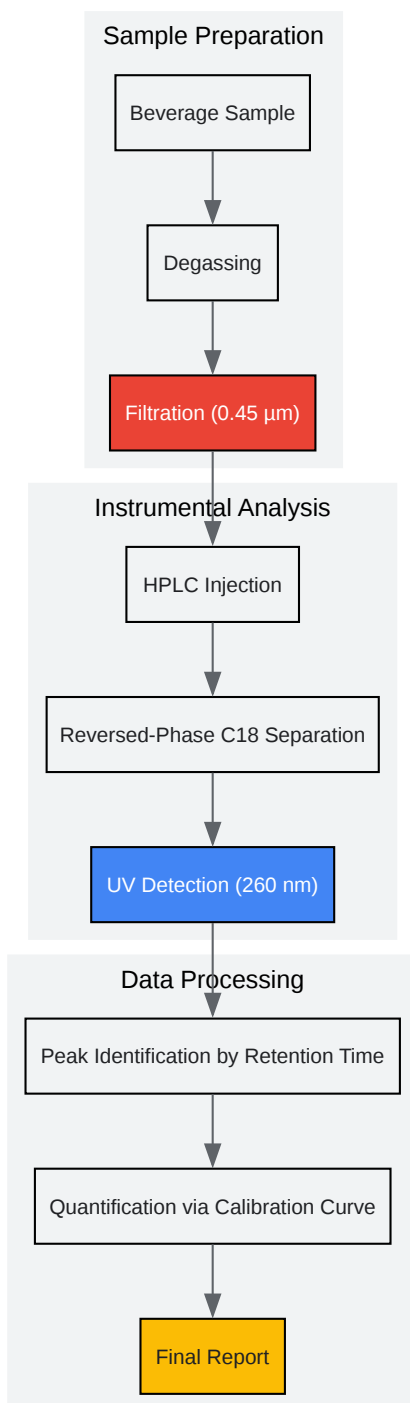 Sample Preparation
Beverage Sample
Degassing
Filtration (0.45 µm)
Instrumental Analysis
HPLC Injection
Reversed-Phase C18 Separation
UV Detection (260 nm)
Data Processing
Peak Identification by Retention Time
Quantification via Calibration Curve
Final Report